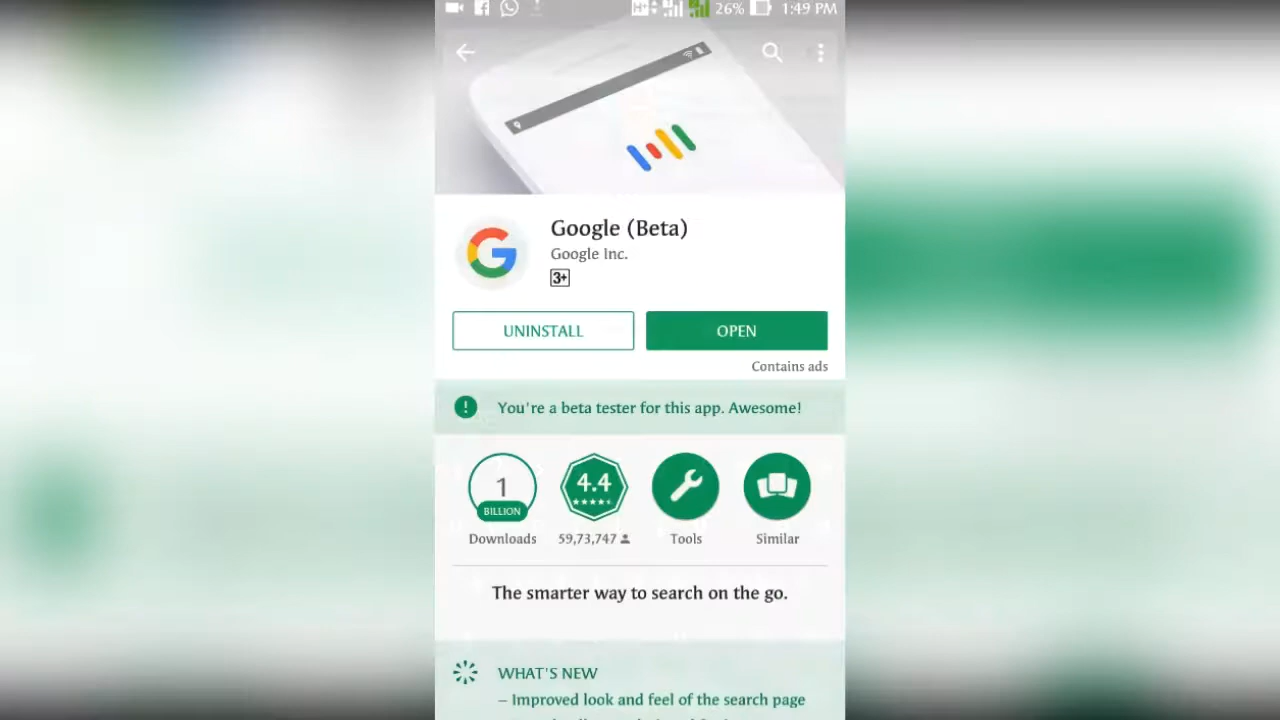 26% 1:49 PM
Google (Beta)
Google Inc.
3+
UNINSTALL OPEN
Contains ads
! You're a beta tester for this app. Awesome!
1 4.4
BILLION
Downloads 59,73,747 Tools Similar
The smarter way to search on the go.
WHAT'S NEW
– Improved look and feel of the search page